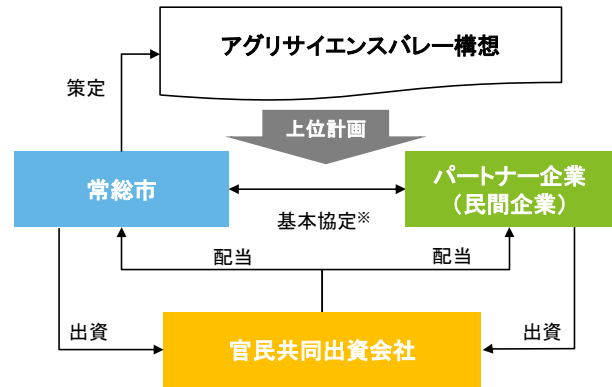 アグリサイエンスバレー構想
策定
上位計画
常総市
パートナー企業
（民間企業）
基本協定※
配当
配当
出資
出資
官民共同出資会社